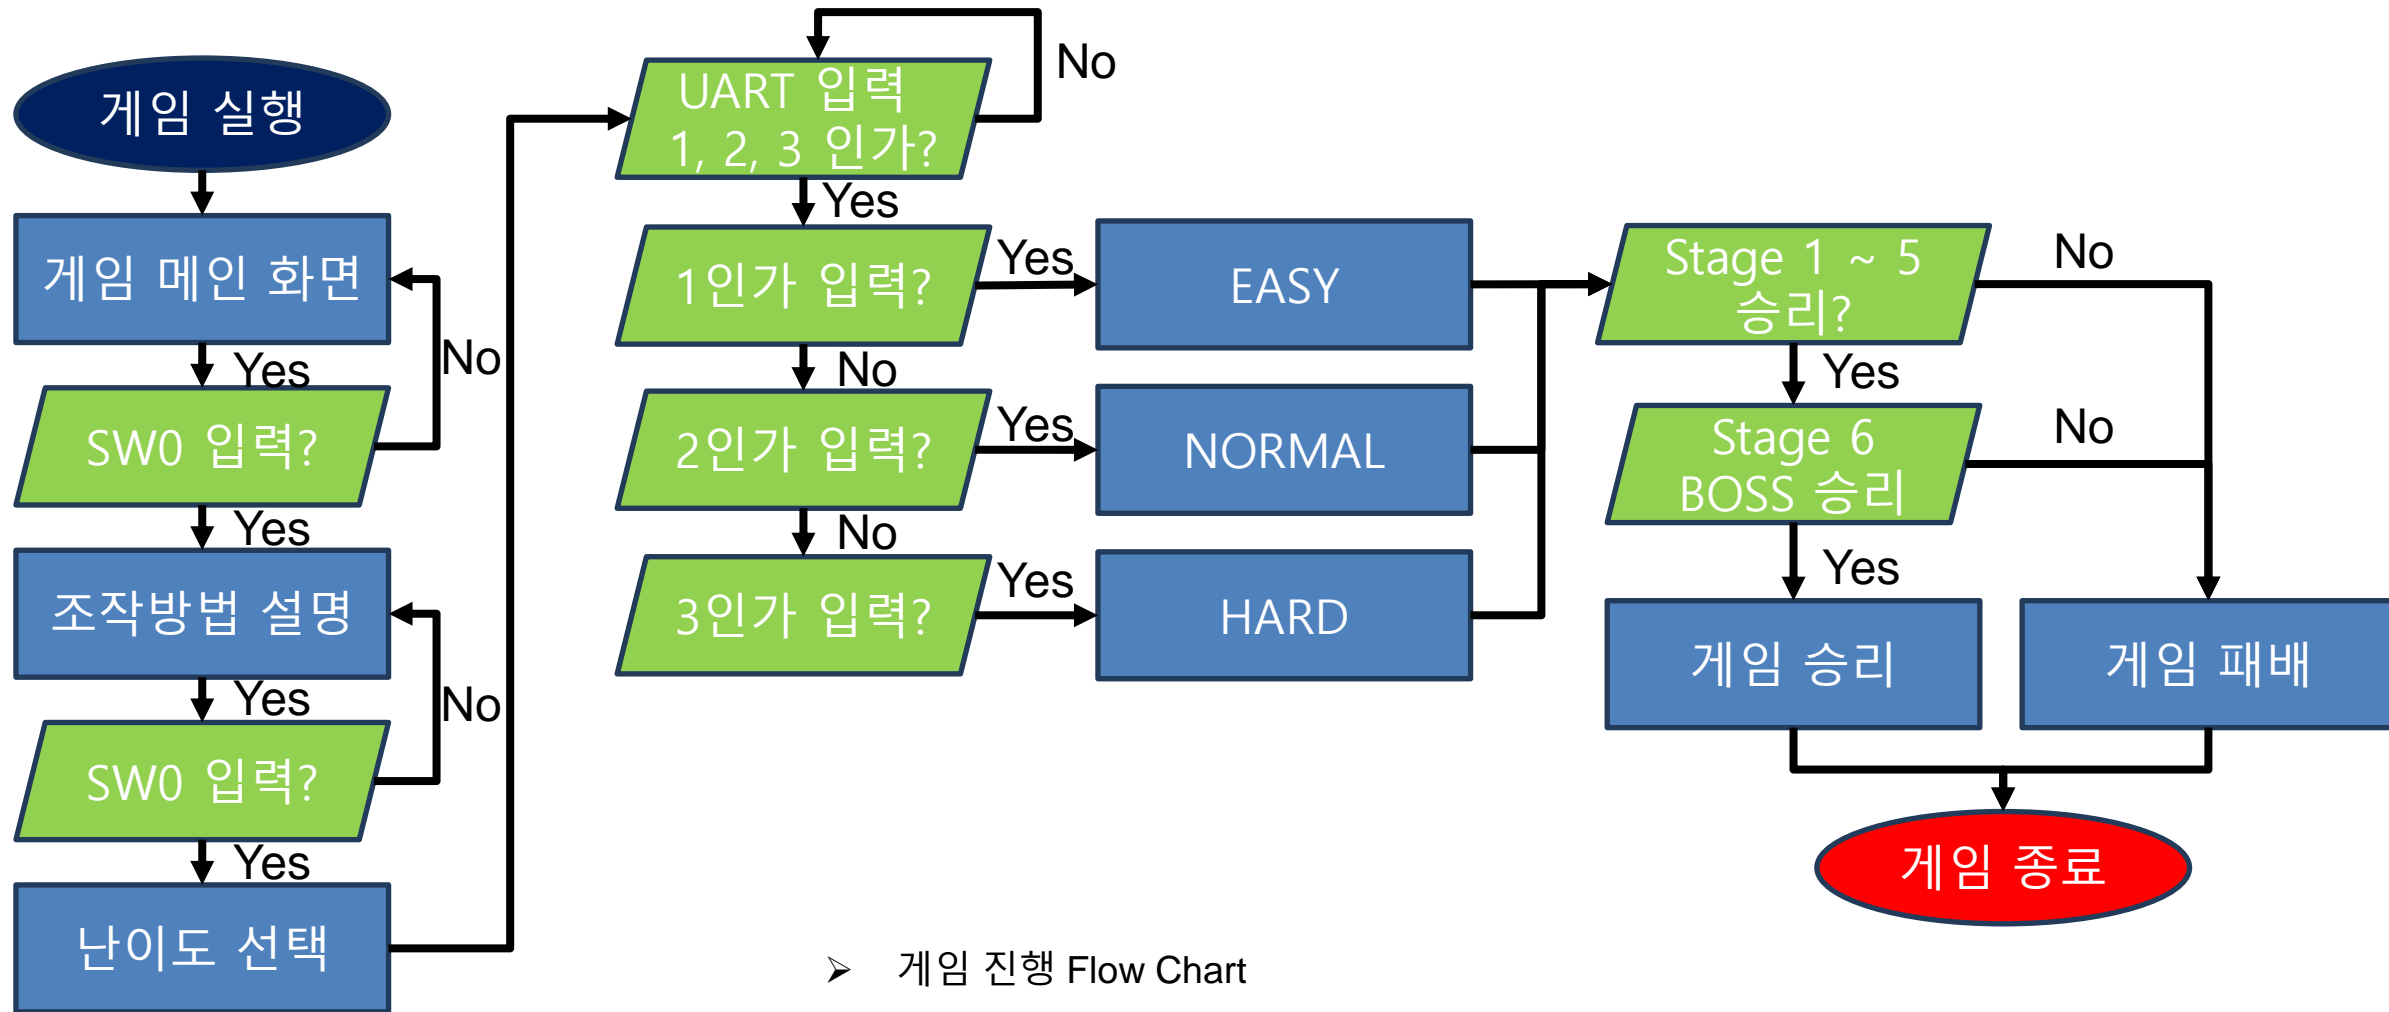 게임 실행
게임 메인 화면
Yes
No
SW0 입력?
Yes
조작방법 설명
Yes
No
SW0 입력?
Yes
난이도 선택
UART 입력
1, 2, 3 인가?
No
Yes
1인가 입력?
Yes
EASY
No
2인가 입력?
Yes
NORMAL
No
3인가 입력?
Yes
HARD
Stage 1 ~ 5
승리?
No
Yes
Stage 6
BOSS 승리
No
Yes
게임 승리
게임 패배
게임 종료
➢ 게임 진행 Flow Chart